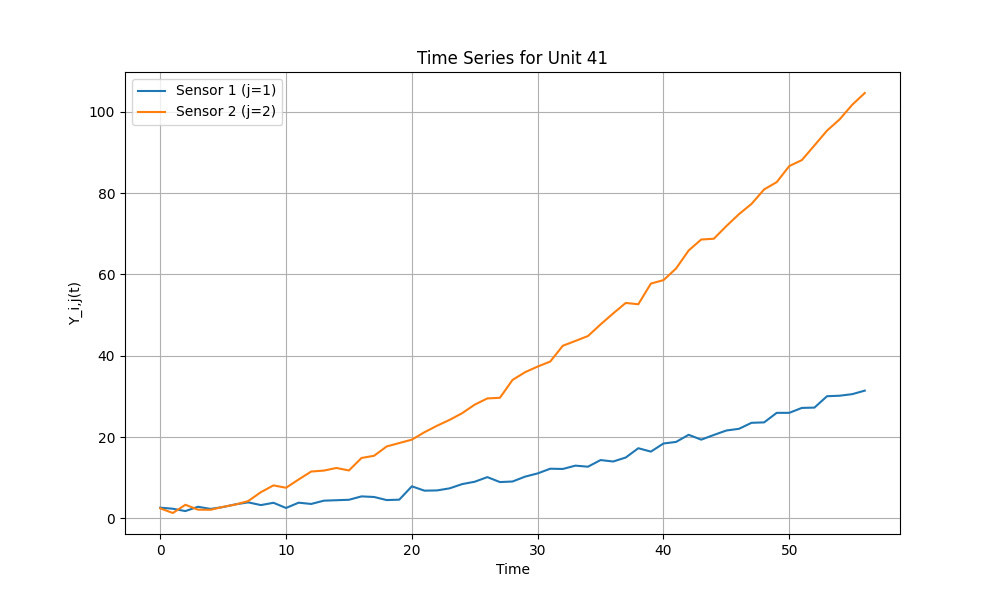 Time Series for Unit 41
Sensor 1 (j=1)
Sensor 2 (j=2)
Y_i,j(t)
100
80
60
40
20
0
0 10 20 30 40 50
Time